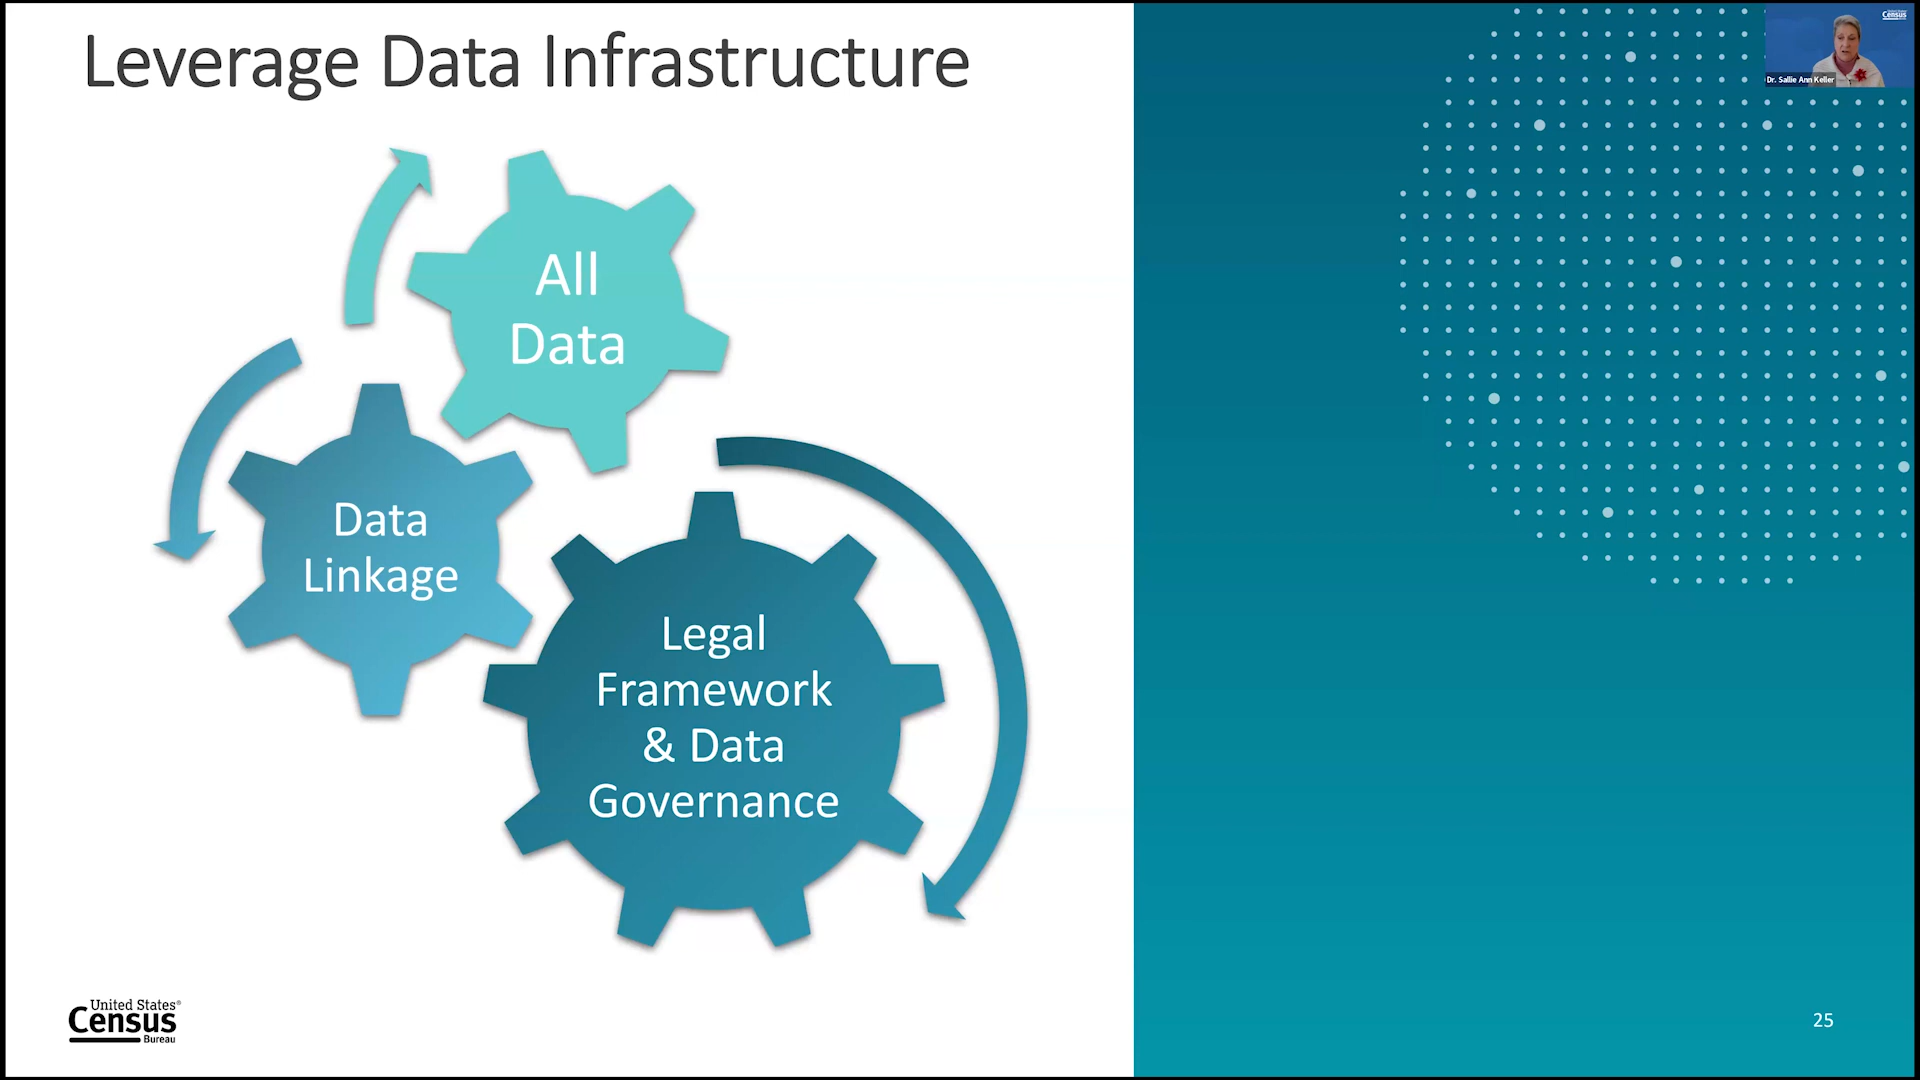 Leverage Data Infrastructure
Census
Dr. Sallie Ann Keller
All
Data
Data
Linkage
Legal
Framework
& Data
Governance
United States®
Census
Bureau
25